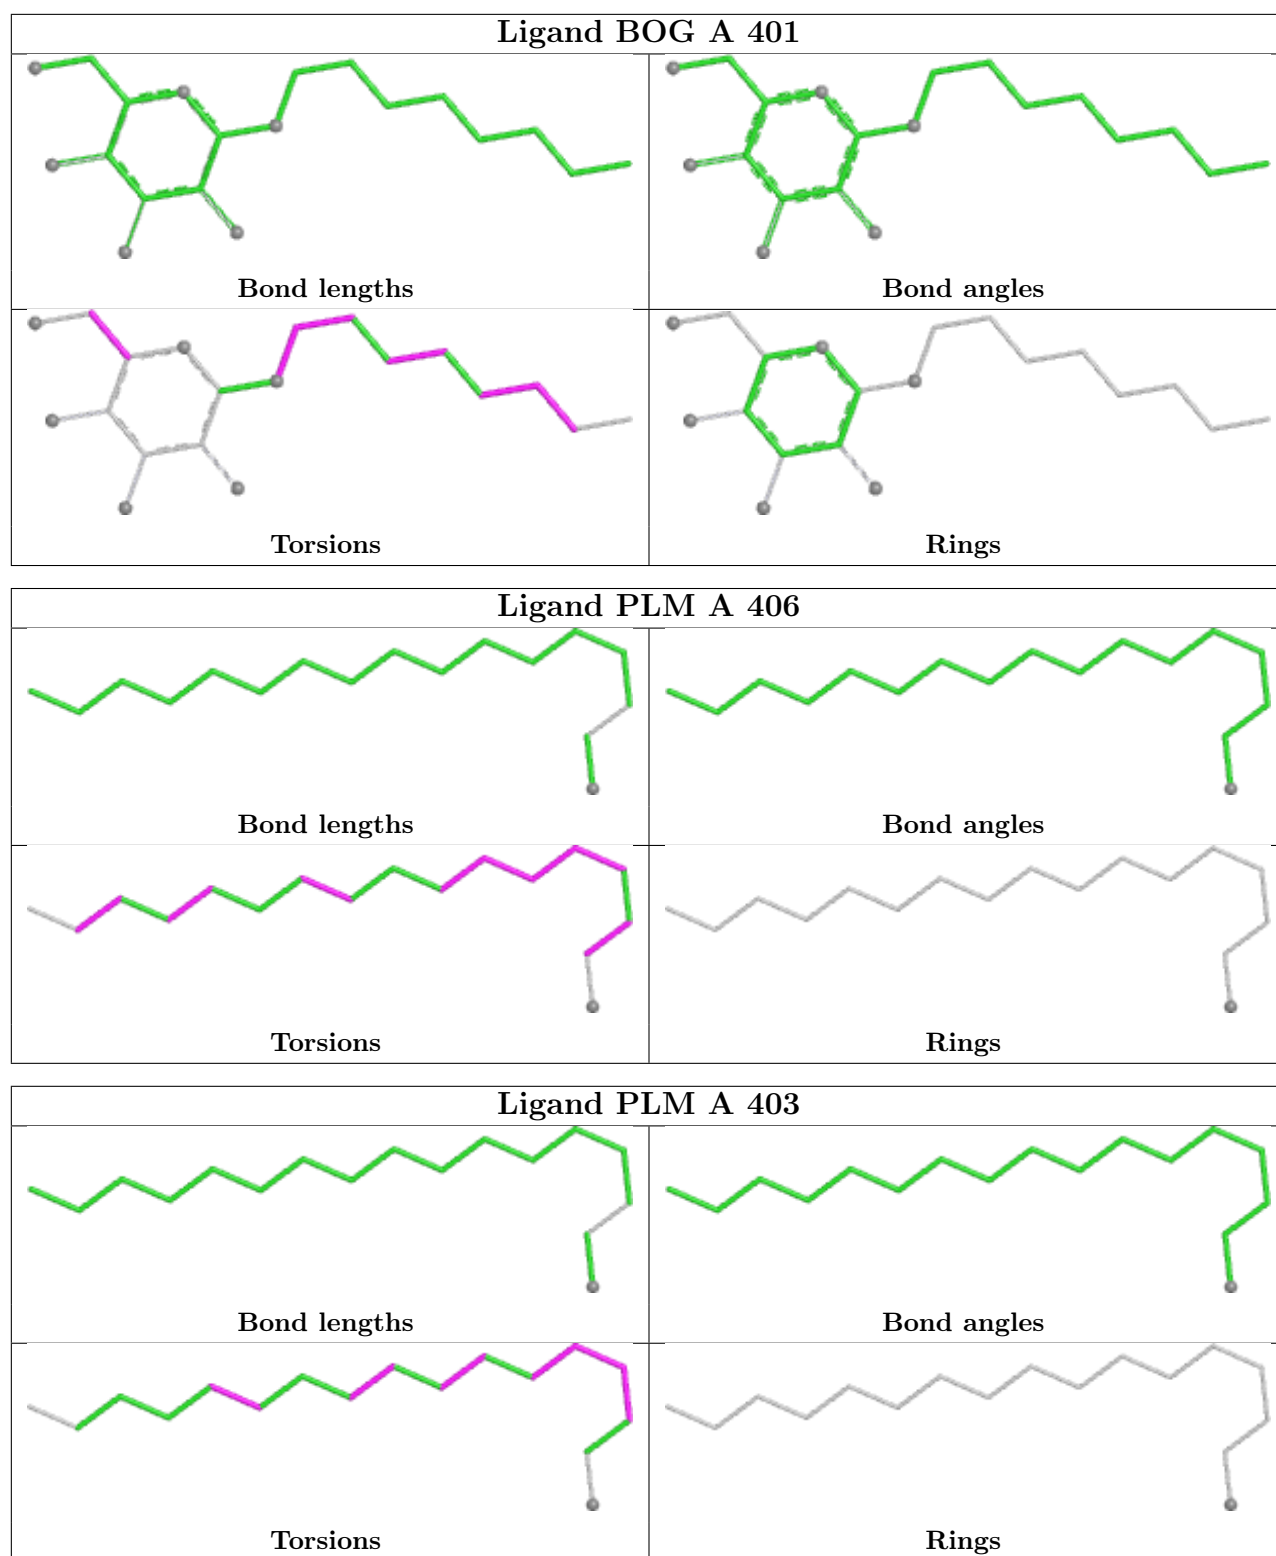 Ligand BOG A 401
Bond lengths
Bond angles
Torsions
Rings
Ligand PLM A 406
Bond lengths
Bond angles
Torsions
Rings
Ligand PLM A 403
Bond lengths
Bond angles
Torsions
Rings